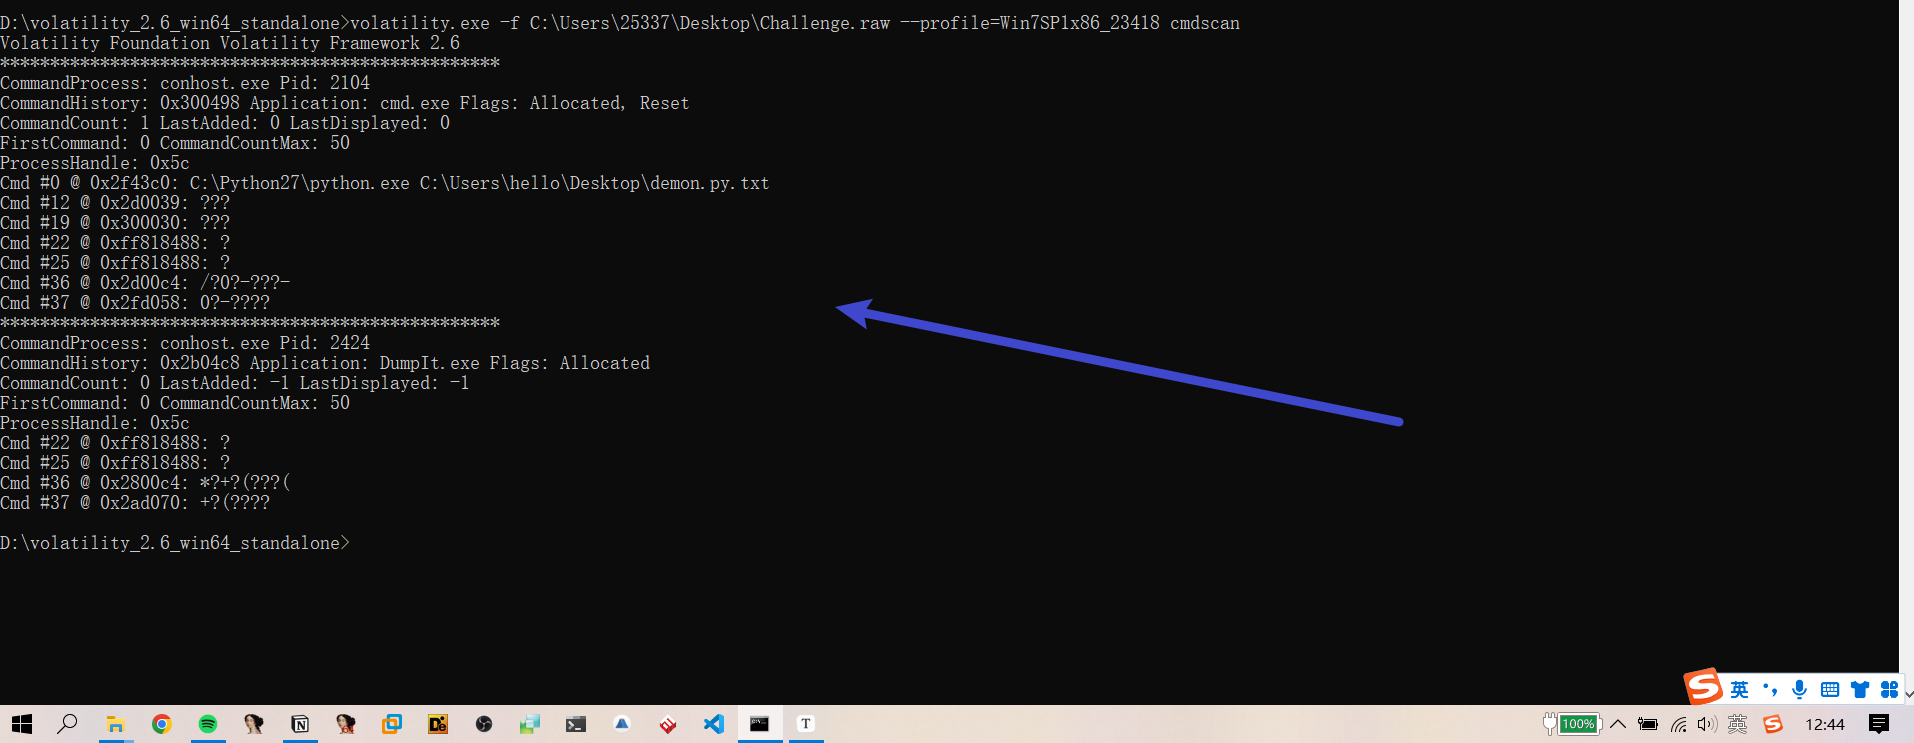 D:\volatility_2.6_win64_standalone>volatility.exe -f C:\Users\25337\Desktop\Challenge.raw --profile=Win7SP1x86_23418 cmdscan
Volatility Foundation Volatility Framework 2.6
**************************************************
CommandProcess: conhost.exe Pid: 2104
CommandHistory: 0x300498 Application: cmd.exe Flags: Allocated, Reset
CommandCount: 1 LastAdded: 0 LastDisplayed: 0
FirstCommand: 0 CommandCountMax: 50
ProcessHandle: 0x5c
Cmd #0 @ 0x2f43c0: C:\Python27\python.exe C:\Users\hello\Desktop\demon.py.txt
Cmd #12 @ 0x2d0039: ???
Cmd #19 @ 0x300030: ???
Cmd #22 @ 0xff818488: ?
Cmd #25 @ 0xff818488: ?
Cmd #36 @ 0x2d00c4: /?0?-???-
Cmd #37 @ 0x2fd058: 0?-????
**************************************************
CommandProcess: conhost.exe Pid: 2424
CommandHistory: 0x2b04c8 Application: DumpIt.exe Flags: Allocated
CommandCount: 0 LastAdded: -1 LastDisplayed: -1
FirstCommand: 0 CommandCountMax: 50
ProcessHandle: 0x5c
Cmd #22 @ 0xff818488: ?
Cmd #25 @ 0xff818488: ?
Cmd #36 @ 0x2800c4: *?+?(???(
Cmd #37 @ 0x2ad070: +?(????
D:\volatility_2.6_win64_standalone>
S 英
De
T
100%
英
S
12:44